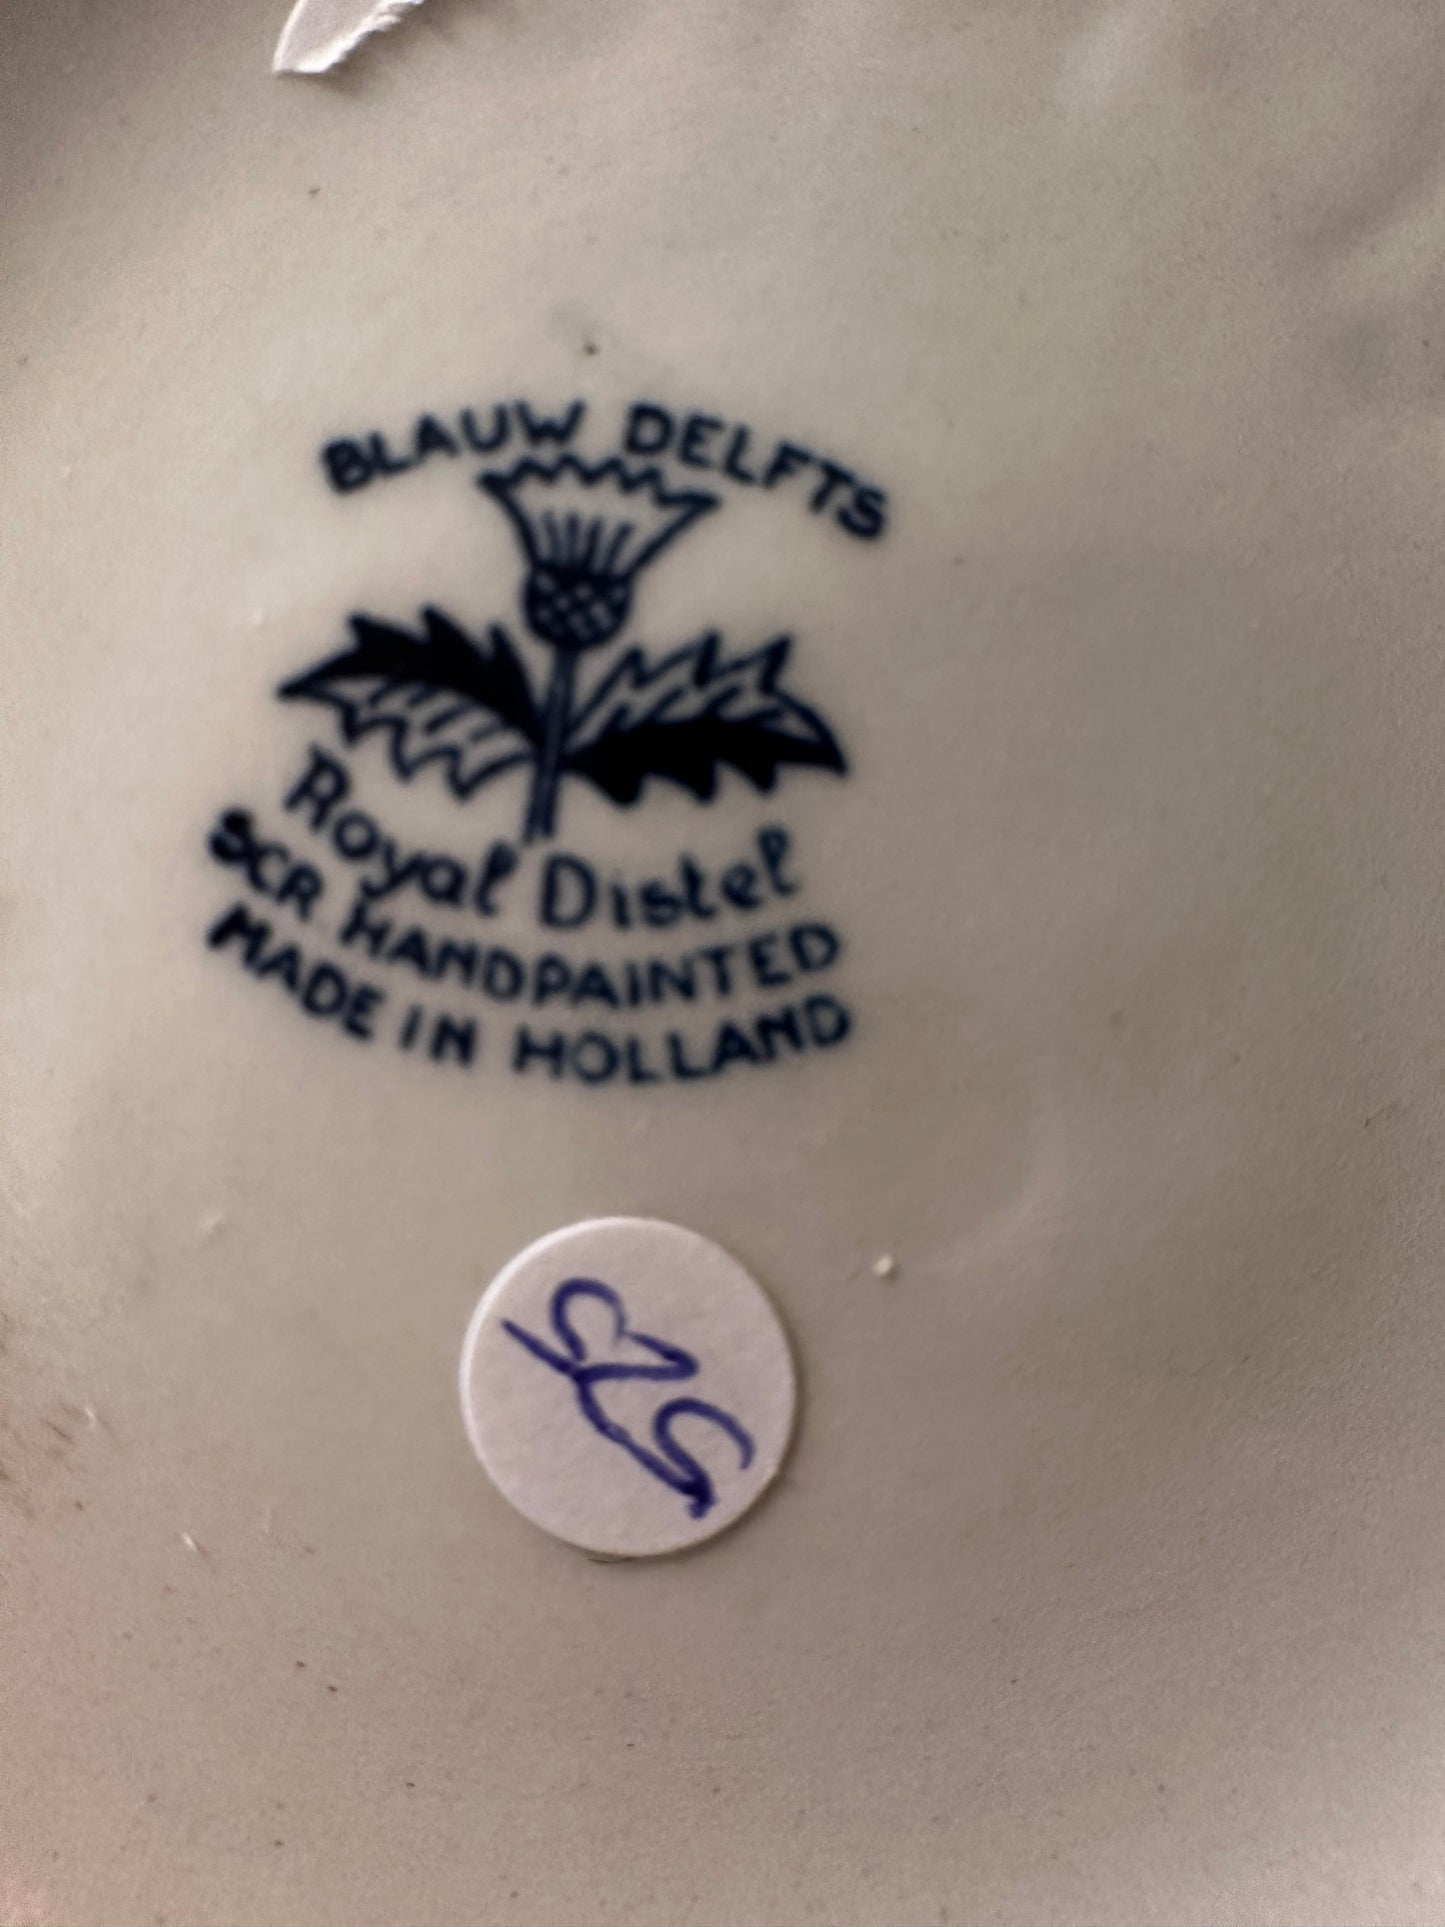 BLAUW DELFTS
Royal Distel
SCR HANDPAINTED
MADE IN HOLLAND